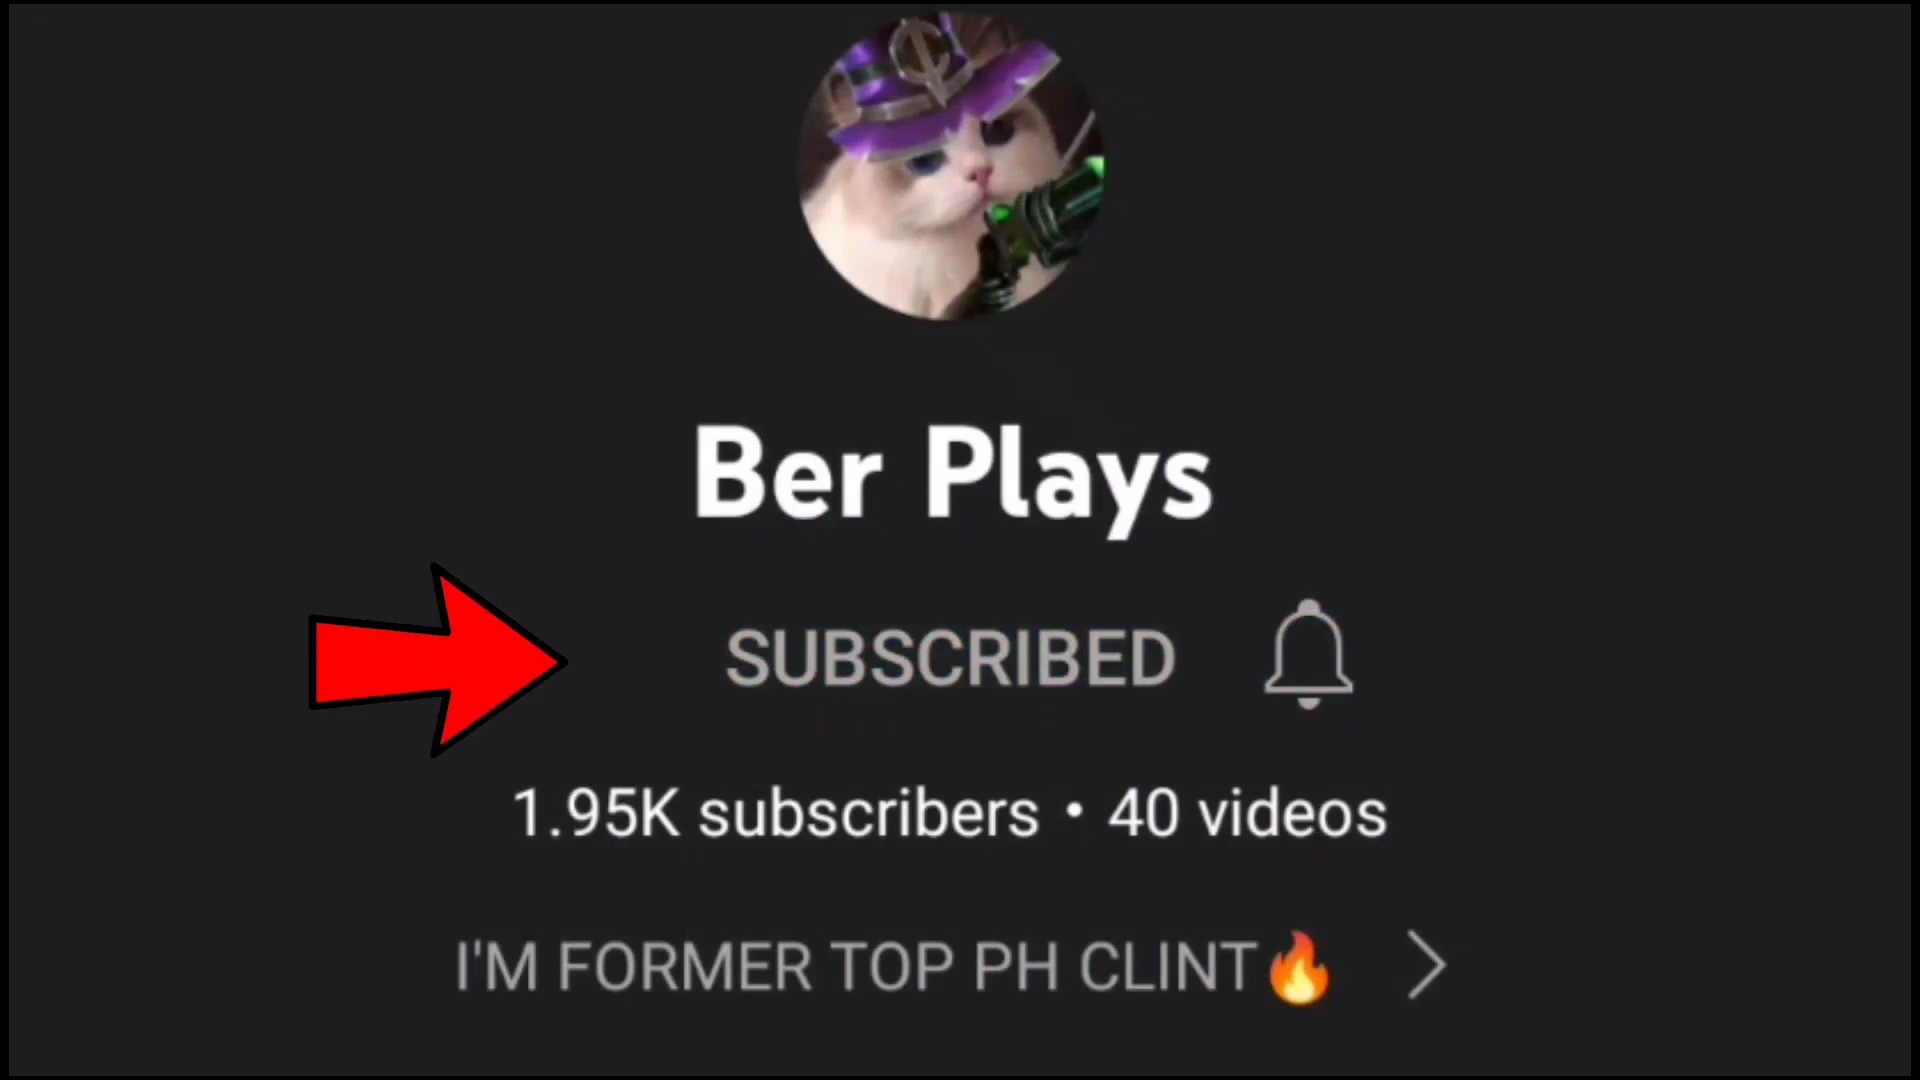 Ber Plays
SUBSCRIBED
1.95K subscribers • 40 videos
I'M FORMER TOP PH CLINT🔥